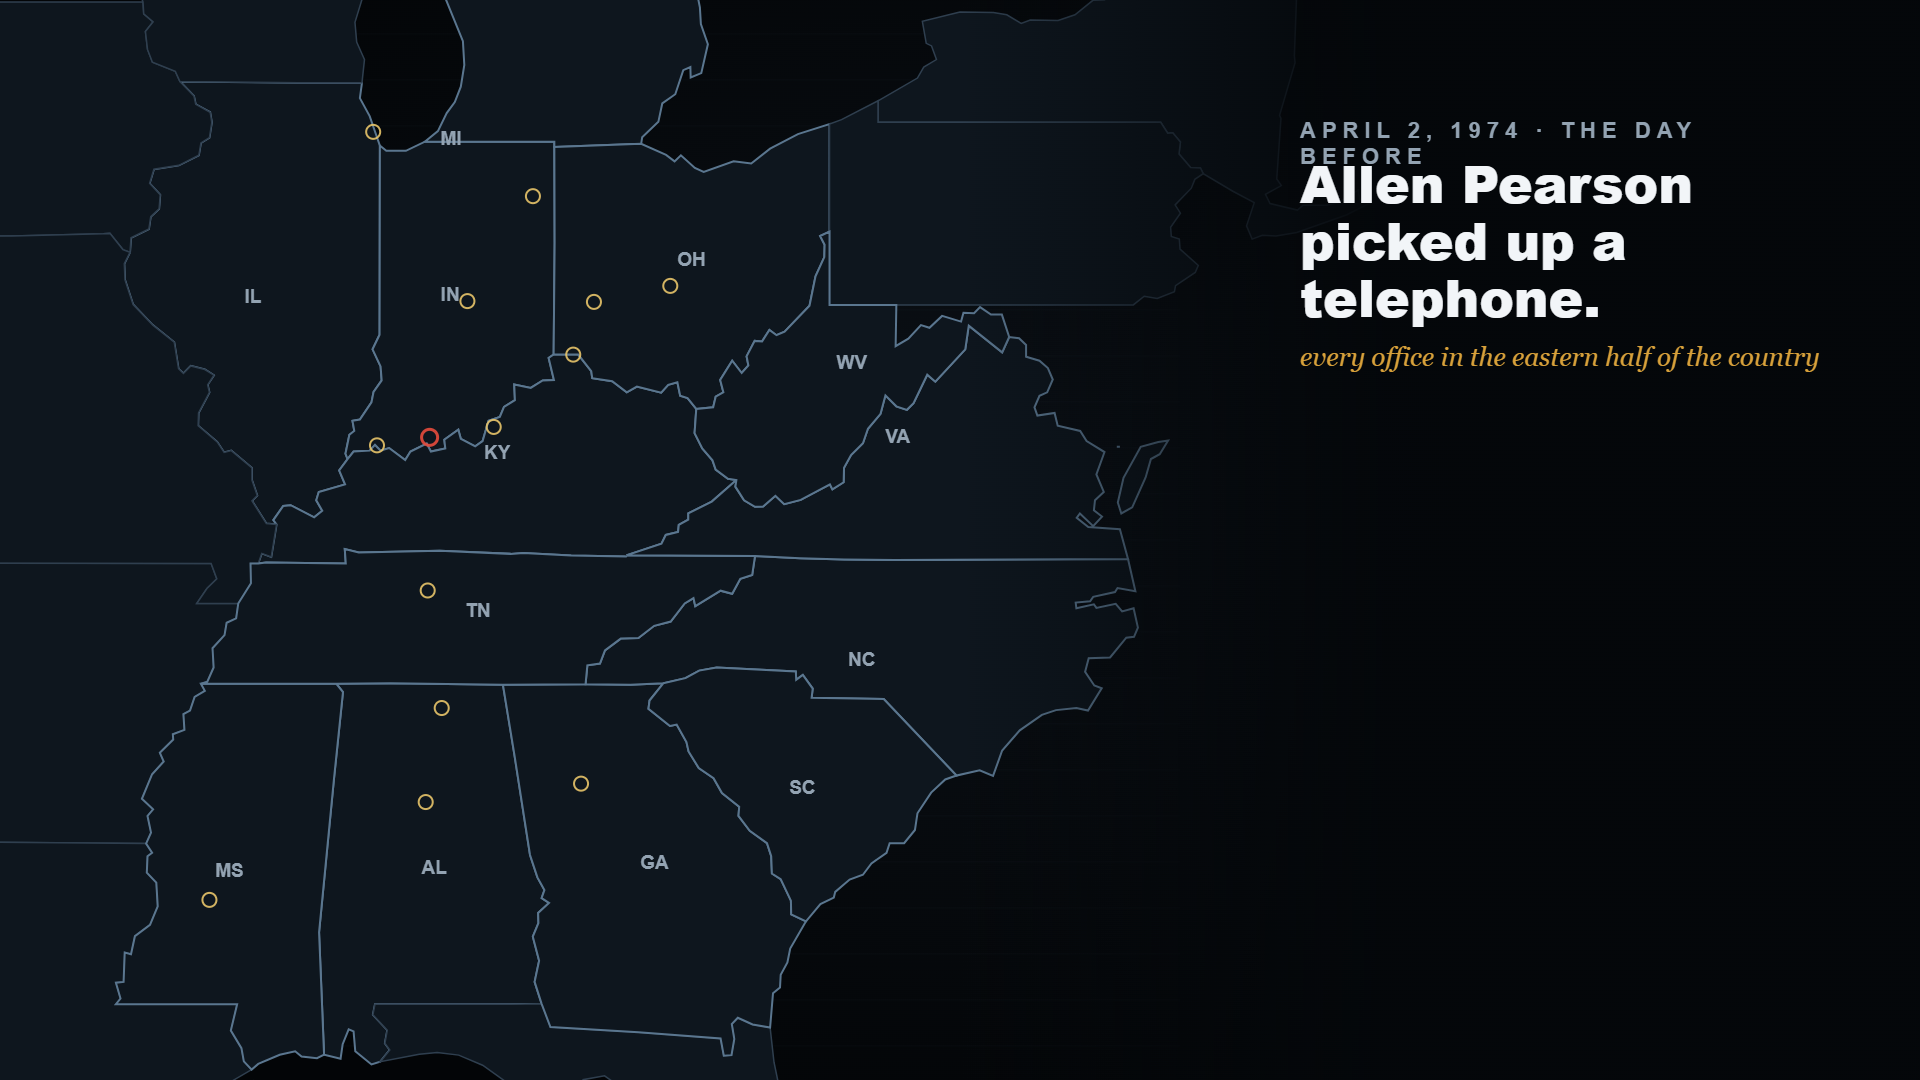 APRIL 2, 1974 · THE DAY
BEFORE
Allen Pearson
picked up a
telephone.
every office in the eastern half of the country
MI
OH
IL
IN
WV
VA
KY
TN
NC
SC
GA
AL
MS